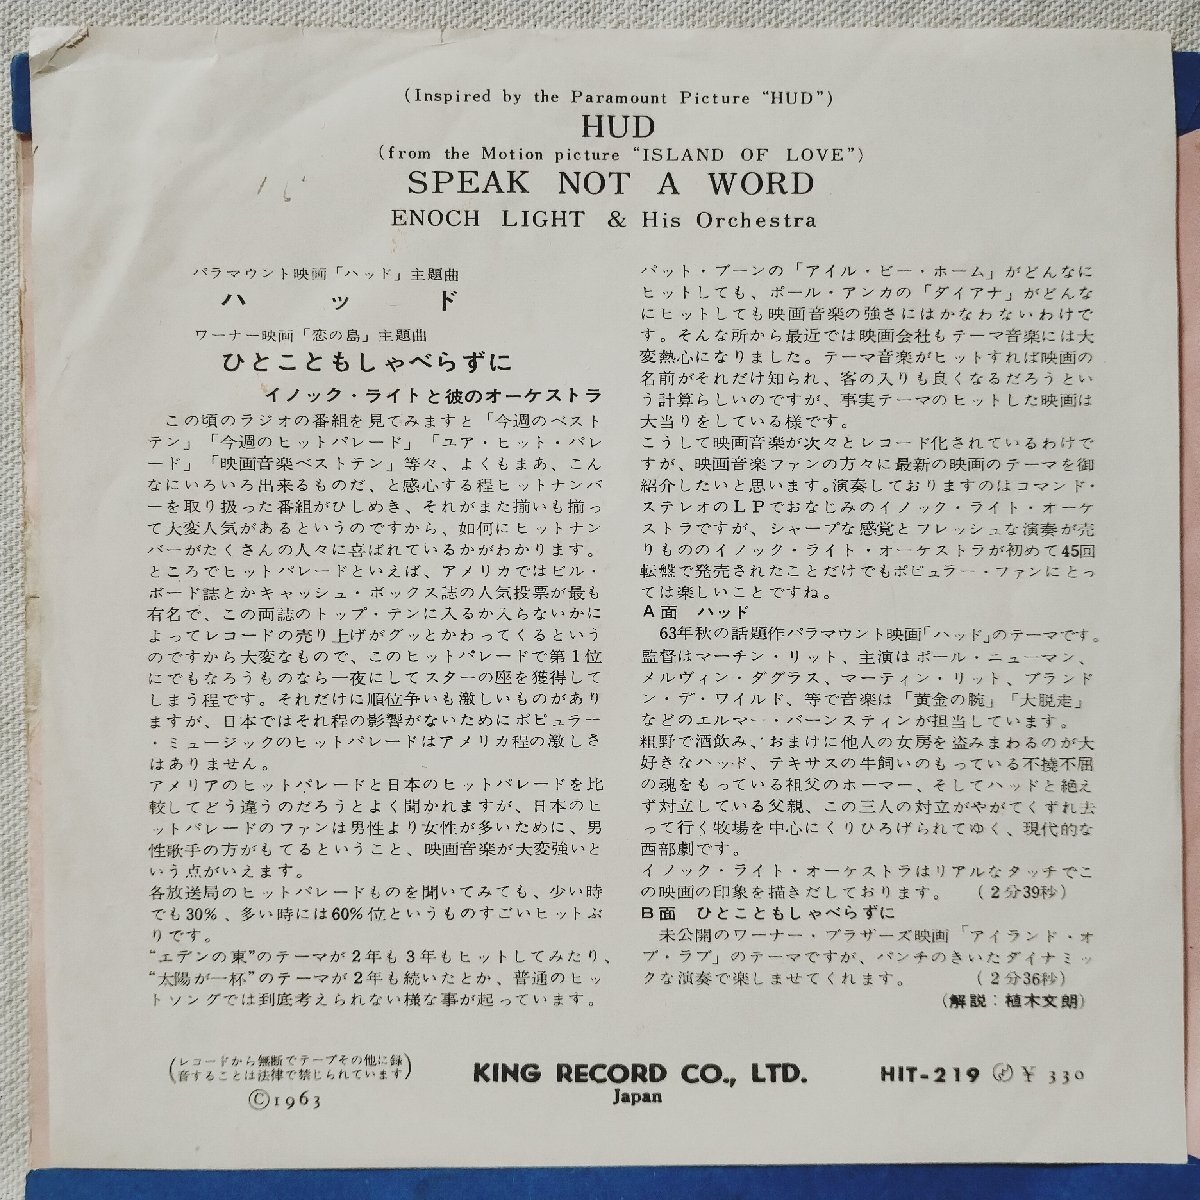 (Inspired by the Paramount Picture “HUD”)
HUD
(from the Motion picture “ISLAND OF LOVE”)
SPEAK NOT A WORD
ENOCH LIGHT & His Orchestra
パラマウント映画「ハッド」主題曲
ハッド
ワーナー映画「恋の島」主題曲
ひとこともしゃべらずに
イノック・ライトと彼のオーケストラ
この頃のラジオの番組を見てみますと「今週のベスト
テン」「今週のヒットパレード」「ユア・ヒット・パレ
ード」「映画音楽ベストテン」等々、よくもまあ、こん
なにいろいろ出来るものだ、と感心する程ヒットナンバ
ーを取り扱った番組がひしめき、それがまた揃いも揃っ
て大変人気があるというのですから、如何にヒットナン
バーがたくさんの人々に喜ばれているかがわかります。
ところでヒットパレードといえば、アメリカではビル・
ボード誌とかキャッシュ・ボックス誌の人気投票が最も
有名で、この両誌のトップ・テンに入るか入らないかに
よってレコードの売り上げがグッとかわってくるという
のですから大変なもので、このヒットパレードで第1位
にでもなろうものなら一夜にしてスターの座を獲得して
しまう程です。それだけに順位争いも激しいものがあり
ますが、日本ではそれ程の影響がないためにポピュラー
・ミュージックのヒットパレードはアメリカ程の激しさ
はありません。
アメリアのヒットパレードと日本のヒットパレードを比
較してどう違うのだろうとよく聞かれますが、日本のヒ
ットパレードのファンは男性より女性が多いために、男
性歌手の方がもてるということ、映画音楽が大変強いと
いう点がいえます。
各放送局のヒットパレードものを聞いてみても、少い時
でも30%、多い時には60%位というものすごいヒットぶ
りです。
“エデンの東”のテーマが2年も3年もヒットしてみたり、
“太陽が一杯”のテーマが2年も続いたとか、普通のヒッ
トソングでは到底考えられない様な事が起っています。
パット・ブーンの「アイル・ビー・ホーム」がどんなに
ヒットしても、ポール・アンカの「ダイアナ」がどんな
にヒットしても映画音楽の強さにはかなわないわけで
す。そんな所から最近では映画会社もテーマ音楽には大
変熱心になりました。テーマ音楽がヒットすれば映画の
名前がそれだけ知られ、客の入りも良くなるだろうとい
う計算らしいのですが、事実テーマのヒットした映画は
大当りをしている様です。
こうして映画音楽が次々とレコード化されているわけで
すが、映画音楽ファンの方々に最新の映画のテーマを御
紹介したいと思います。演奏しておりますのはコマンド・
ステレオのLPでおなじみのイノック・ライト・オーケ
ストラですが、シャープな感覚とフレッシュな演奏が売
りもののイノック・ライト・オーケストラが初めて45回
転盤で発売されたことだけでもポピュラー・ファンにとっ
ては楽しいことですね。
A面 ハッド
63年秋の話題作パラマウント映画「ハッド」のテーマです。
監督はマーチン・リット、主演はポール・ニューマン、
メルヴィン・ダグラス、マーティン・リット、ブランド
ン・デ・ワイルド、等で音楽は「黄金の腕」「大脱走」
などのエルマー・バーンスティンが担当しています。
粗野で酒飲み、おまけに他人の女房を盗みまわるのが大
好きなハッド、テキサスの牛飼いのもっている不撓不屈
の魂をもっている祖父のホーマー、そしてハッドと絶え
ず対立している父親、この三人の対立がやがてくずれ去
って行く牧場を中心にくりひろげられてゆく、現代的な
西部劇です。
イノック・ライト・オーケストラはリアルなタッチでこ
の映画の印象を描きだしております。 (2分39秒)
B面 ひとこともしゃべらずに
未公開のワーナー・ブラザーズ映画「アイランド・オ
ブ・ラブ」のテーマですが、パンチのきいたダイナミッ
クな演奏で楽しませてくれます。 (2分36秒)
(解説：植木文朗)
(レコードから無断でテープその他に録
音することは法律で禁じられています)
Ⓒ1963
KING RECORD CO., LTD.
Japan
HIT-219 ¥ 330